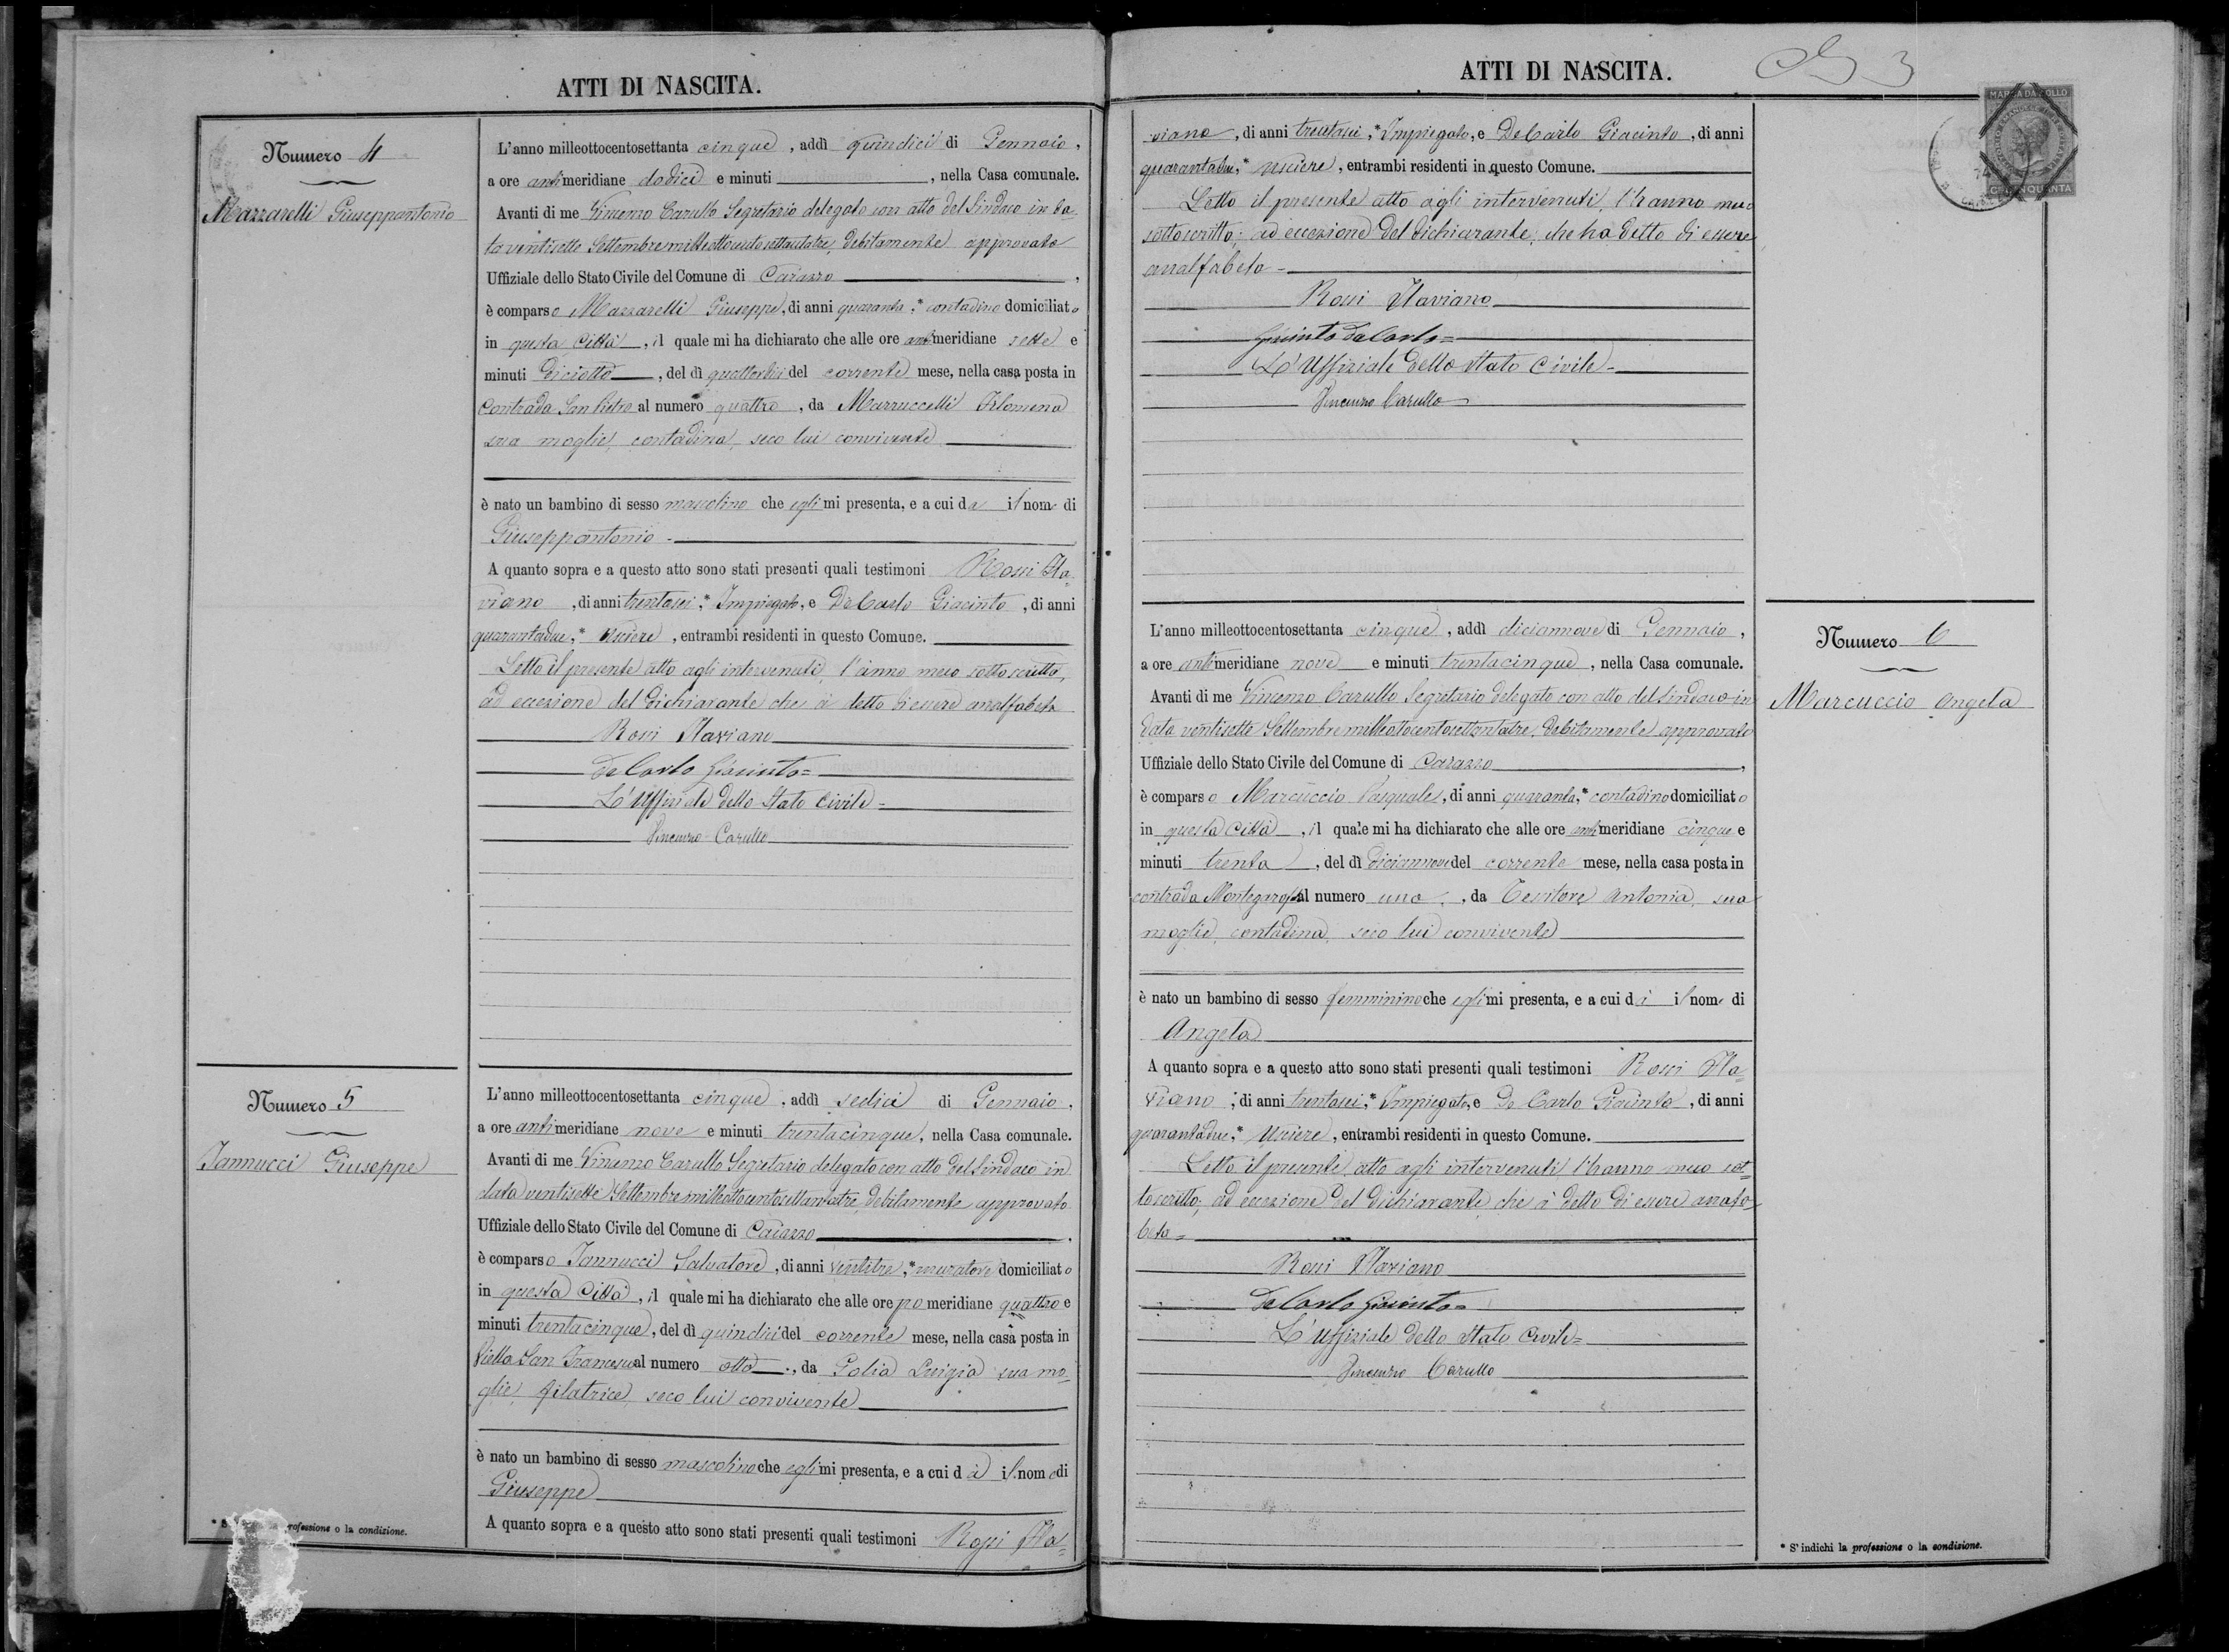 ATTI DI NASCITA.
Numero 4
Mazzarelli Giuseppantonio
L'anno milleottocentosettanta cinque, addì quindici di Gennaio,
a ore antimeridiane dodici e minuti, nella Casa comunale.
Avanti di me Vincenzo Carullo Segretario delegato con atto del Sindaco in da-
ta ventisette Settembre milleottocentosettantatre, debitamente approvato
Uffiziale dello Stato Civile del Comune di Caiazzo,
è comparso Mazzarelli Giuseppe, di anni quaranta,* contadino domiciliato
in questa Città, il quale mi ha dichiarato che alle ore antimeridiane sette e
minuti diciotto, del dì quattordici del corrente mese, nella casa posta in
Contrada San Pietro al numero quattro, da Marruccelli Filomena
sua moglie, contadina, seco lui convivente
è nato un bambino di sesso mascolino che egli mi presenta, e a cui da il nome di
Giuseppantonio -
A quanto sopra e a questo atto sono stati presenti quali testimoni Rossi Fla-
viano, di anni trentasei,* Impiegato, e De Carlo Giacinto, di anni
quarantadue,* Usciere, entrambi residenti in questo Comune.
Letto il presente atto agli intervenuti, l'anno meco sottoscritto,
ad eccezione del dichiarante che à detto di essere analfabeta
Rossi Flaviano
De Carlo Giacinto =
L'Uffiziale dello Stato Civile =
Vincenzo Carullo
Numero 5
Iannucci Giuseppe
L'anno milleottocentosettanta cinque, addì sedici di Gennaio,
a ore antimeridiane nove e minuti trentacinque, nella Casa comunale.
Avanti di me Vincenzo Carullo Segretario delegato con atto del Sindaco in
data ventisette Settembre milleottocentosettantatre, debitamente approvato
Uffiziale dello Stato Civile del Comune di Caiazzo.
è comparso Iannucci Salvatore, di anni ventitre,* muratore domiciliato
in questa Città, il quale mi ha dichiarato che alle ore pomeridiane quattro e
minuti trentacinque, del dì quindici del corrente mese, nella casa posta in
Viella San Francesco al numero otto, da Golia Luigia sua mo-
glie, filatrice, seco lui convivente
è nato un bambino di sesso mascolino che egli mi presenta, e a cui dà il nome di
Giuseppe
A quanto sopra e a questo atto sono stati presenti quali testimoni Rossi Fla-
* S professione o la condizione.
ATTI DI NASCITA.
3
MARCA DA BOLLO
CINQUANTA
viano, di anni trentasei,* Impiegato, e De Carlo Giacinto, di anni
quarantadue,* usciere, entrambi residenti in questo Comune.
Letto il presente atto agli intervenuti, l'hanno meco
sottoscritto; ad eccezione del dichiarante, che ha detto di essere
analfabeta -
Rossi Flaviano
Giacinto De Carlo =
L'Uffiziale dello Stato Civile -
Vincenzo Carullo
Numero 6
Marcuccio Angela
L'anno milleottocentosettanta cinque, addì diciannove di Gennaio,
a ore antimeridiane nove e minuti trentacinque, nella Casa comunale.
Avanti di me Vincenzo Carullo Segretario delegato con atto del Sindaco in
data ventisette Settembre milleottocentosettantatre, debitamente approvato
Uffiziale dello Stato Civile del Comune di Caiazzo,
è comparso Marcuccio Pasquale, di anni quaranta,* contadino domiciliato
in questa Città, il quale mi ha dichiarato che alle ore antimeridiane cinque e
minuti trenta, del dì diciannove del corrente mese, nella casa posta in
contrada al numero uno, da Tessitore Antonia, sua
moglie, contadina, seco lui convivente
è nato un bambino di sesso femminino che egli mi presenta, e a cui dà il nome di
Angela
A quanto sopra e a questo atto sono stati presenti quali testimoni Rossi Fla-
viano, di anni trentasei,* Impiegato, e De Carlo Giacinto, di anni
quarantadue,* Usciere, entrambi residenti in questo Comune.
Letto il presente atto agli intervenuti l'hanno meco sot-
toscritto; ad eccezione del dichiarante che à detto di essere analfa-
beta =
Rossi Flaviano
De Carlo Giacinto =
L'Uffiziale dello Stato Civile =
Vincenzo Carullo
* S'indichi la professione o la condizione.